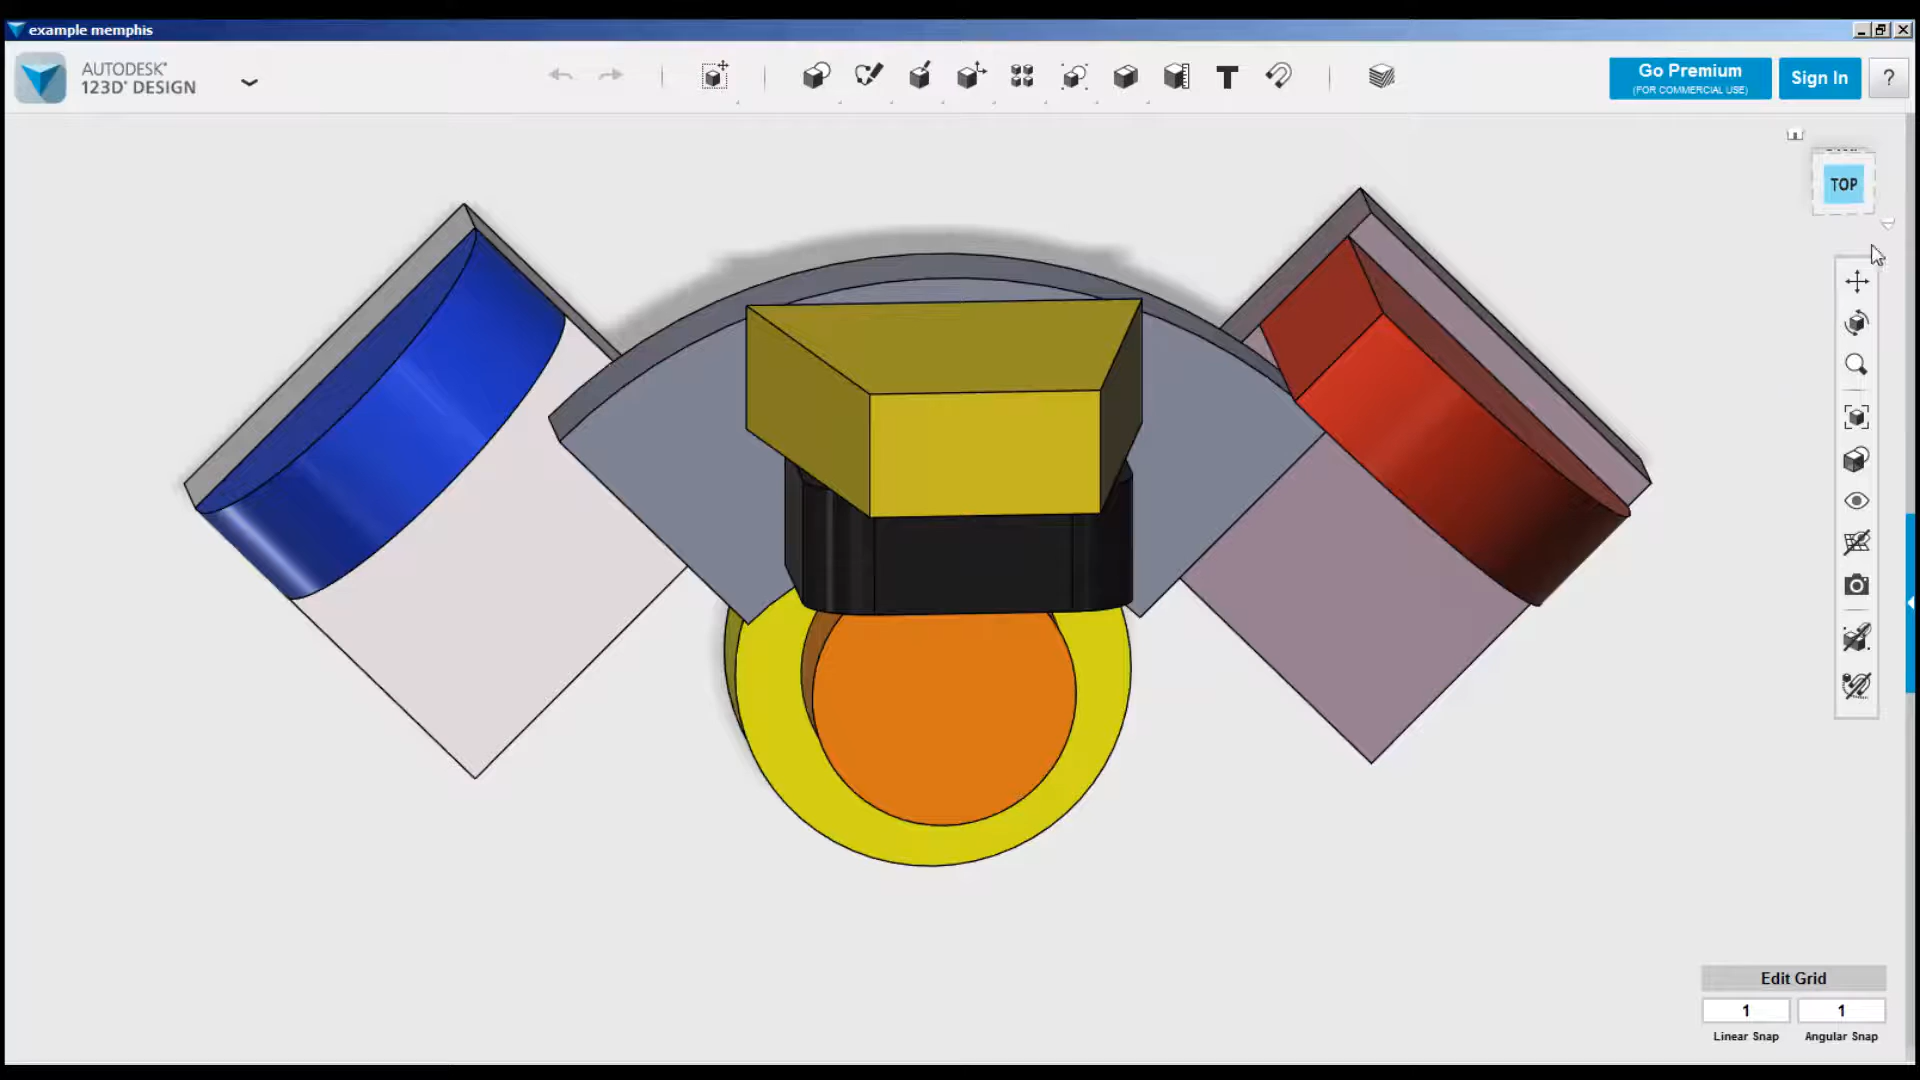 example memphis
AUTODESK®
123D® DESIGN
T
Go Premium
(FOR COMMERCIAL USE)
Sign In
?
TOP
Edit Grid
1
1
Linear Snap
Angular Snap